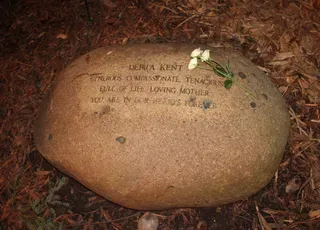 DEBRA KENT
GENEROUS COMPASSIONATE TENACIOUS
FULL OF LIFE LOVING MOTHER
YOU ARE IN OUR HEARTS FOREVER